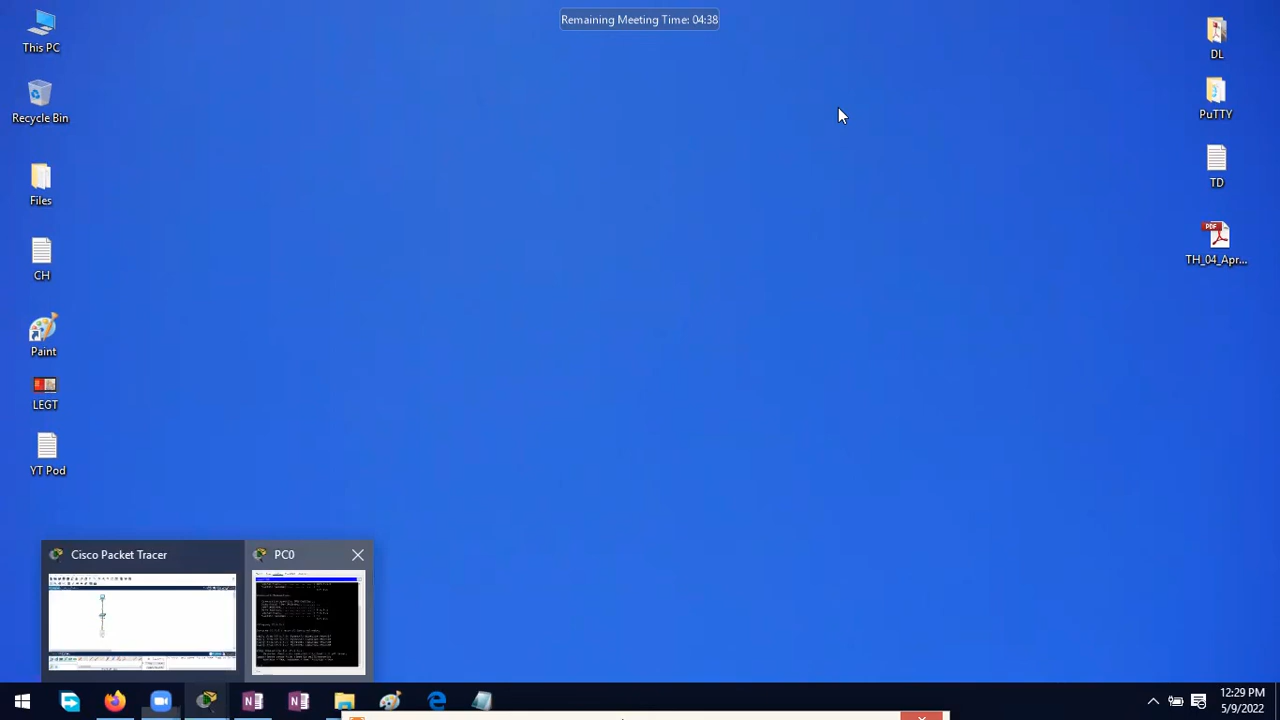 Remaining Meeting Time: 04:38
This PC
DL
Recycle Bin
PuTTY
Files
TD
CH
TH_04_Apr...
Paint
LEGT
YT Pod
Cisco Packet Tracer
PC0
12:29 PM
5/9/2022